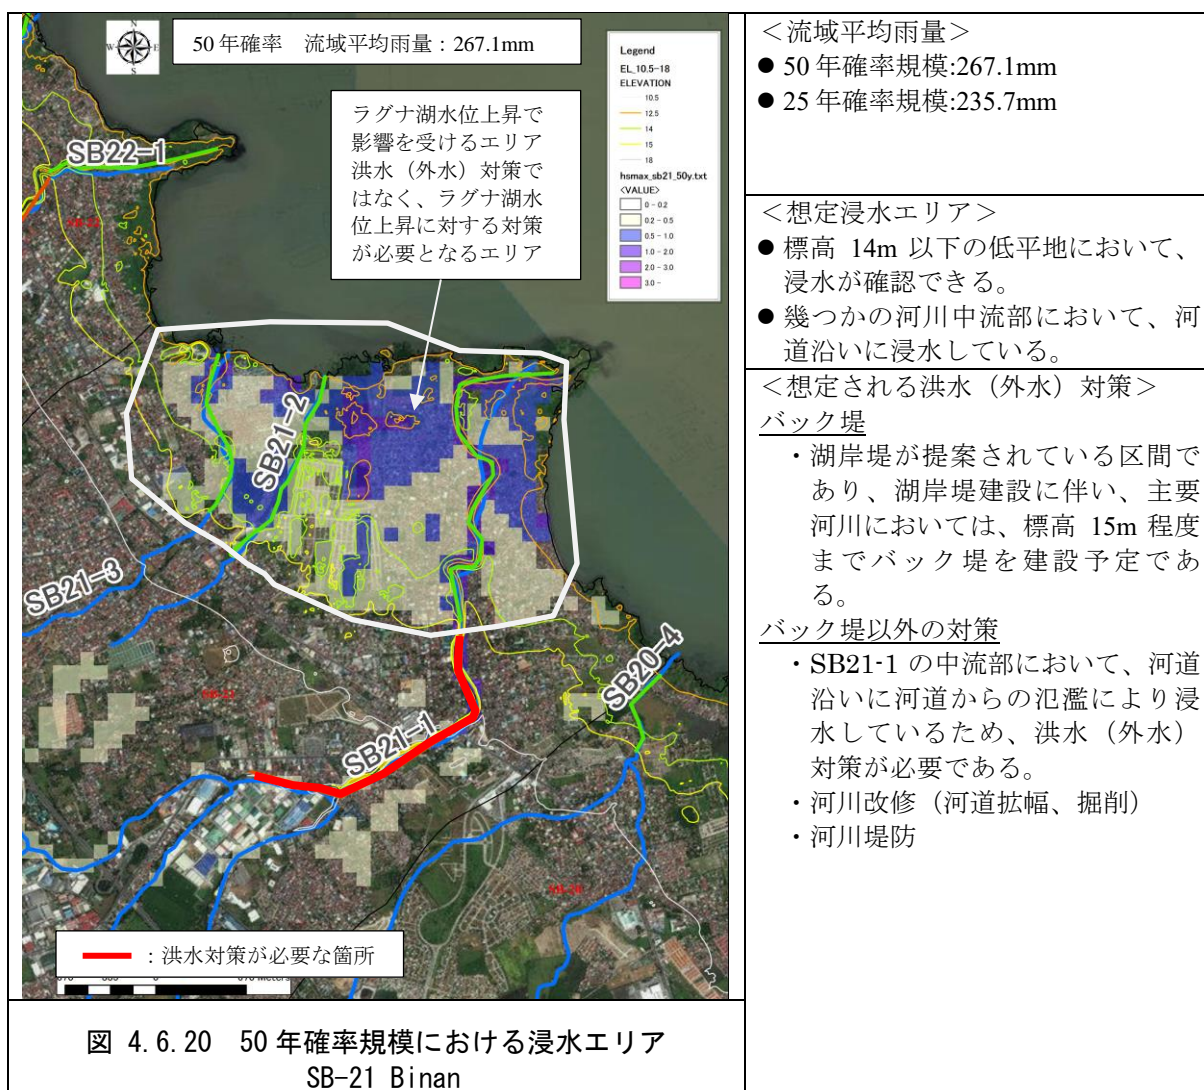 N
W
E
S
50 年確率　流域平均雨量：267.1mm
Legend
EL_10.5-18
ELEVATION
10.5
12.5
14
15
18
hsmax_sb21_50y.txt
<VALUE>
0 - 0.2
0.2 - 0.5
0.5 - 1.0
1.0 - 2.0
2.0 - 3.0
3.0 -
ラグナ湖水位上昇で
影響を受けるエリア
洪水（外水）対策で
はなく、ラグナ湖水
位上昇に対する対策
が必要となるエリア
SB22-1
SB21-2
SB21-3
SB20-4
SB21-1
：洪水対策が必要な箇所
図 4.6.20　50 年確率規模における浸水エリア
SB-21 Binan
＜流域平均雨量＞
● 50 年確率規模:267.1mm
● 25 年確率規模:235.7mm
＜想定浸水エリア＞
● 標高 14m 以下の低平地において、
浸水が確認できる。
● 幾つかの河川中流部において、河
道沿いに浸水している。
＜想定される洪水（外水）対策＞
バック堤
・湖岸堤が提案されている区間で
あり、湖岸堤建設に伴い、主要
河川においては、標高 15m 程度
までバック堤を建設予定であ
る。
バック堤以外の対策
・SB21-1 の中流部において、河道
沿いに河道からの氾濫により浸
水しているため、洪水（外水）
対策が必要である。
・河川改修（河道拡幅、掘削）
・河川堤防